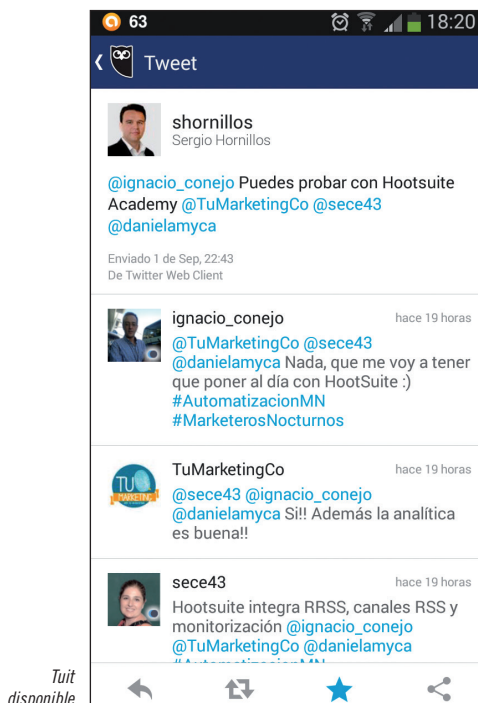 63
18:20
Tweet
shornillos
Sergio Hornillos
@ignacio_conejo Puedes probar con Hootsuite
Academy @TuMarketingCo @sece43
@danielamyca
Enviado 1 de Sep, 22:43
De Twitter Web Client
ignacio_conejo
hace 19 horas
@TuMarketingCo @sece43
@danielamyca Nada, que me voy a tener
que poner al día con HootSuite :)
#AutomatizacionMN
#MarketerosNocturnos
TuMarketingCo
hace 19 horas
TU
MARKETING
@sece43 @ignacio_conejo
@danielamyca Si!! Además la analítica
es buena!!
sece43
hace 19 horas
Hootsuite integra RRSS, canales RSS y
monitorización @ignacio_conejo
@TuMarketingCo @danielamyca
#AutomatizacionMN
Tuit
disponible